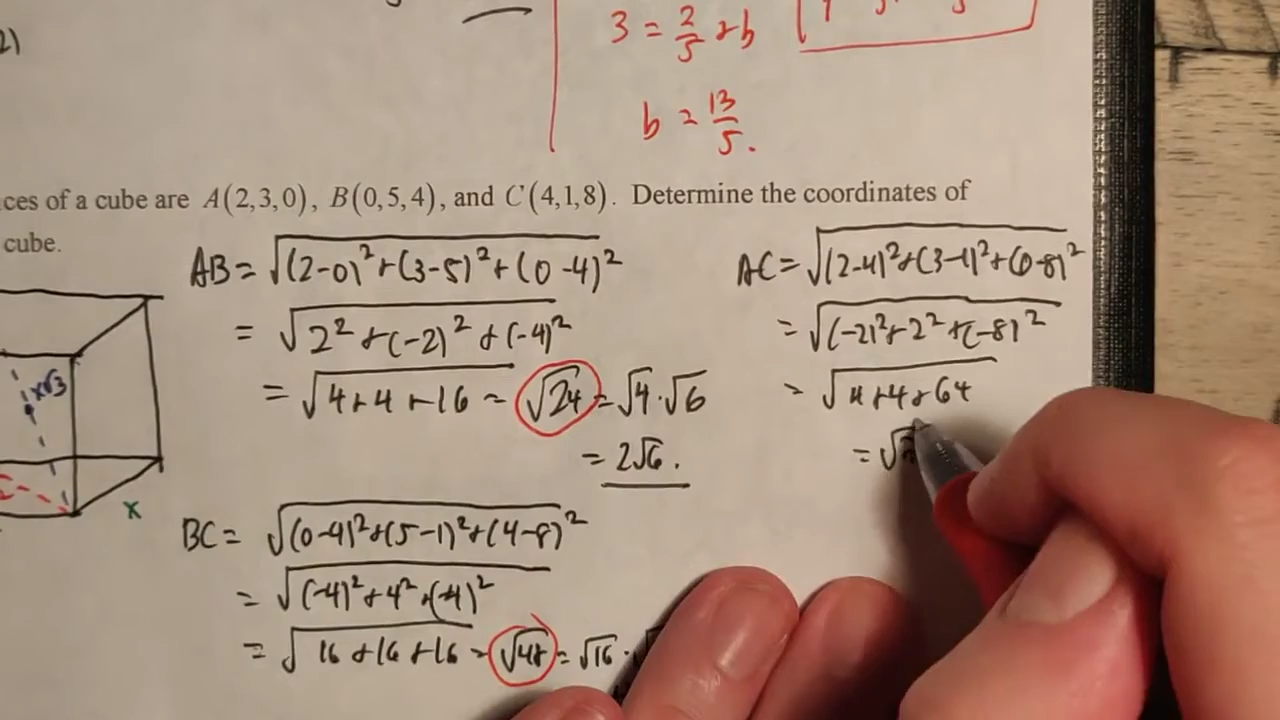 2)
3 = 2/5 + b
b = 13/5.
ces of a cube are A(2,3,0), B(0,5,4), and C(4,1,8). Determine the coordinates of
cube.
AB = √(2-0)²+(3-5)²+(0-4)²
= √2²+(-2)²+(-4)²
= √4+4+16 = √24 = √4·√6
= 2√6.
AC = √(2-4)²+(3-1)²+(0-8)²
= √(-2)²+2²+(-8)²
= √4+4+64
= √
x√3
x
BC = √(0-4)²+(5-1)²+(4-8)²
= √(-4)²+4²+(-4)²
= √16+16+16 = √48 = √16·